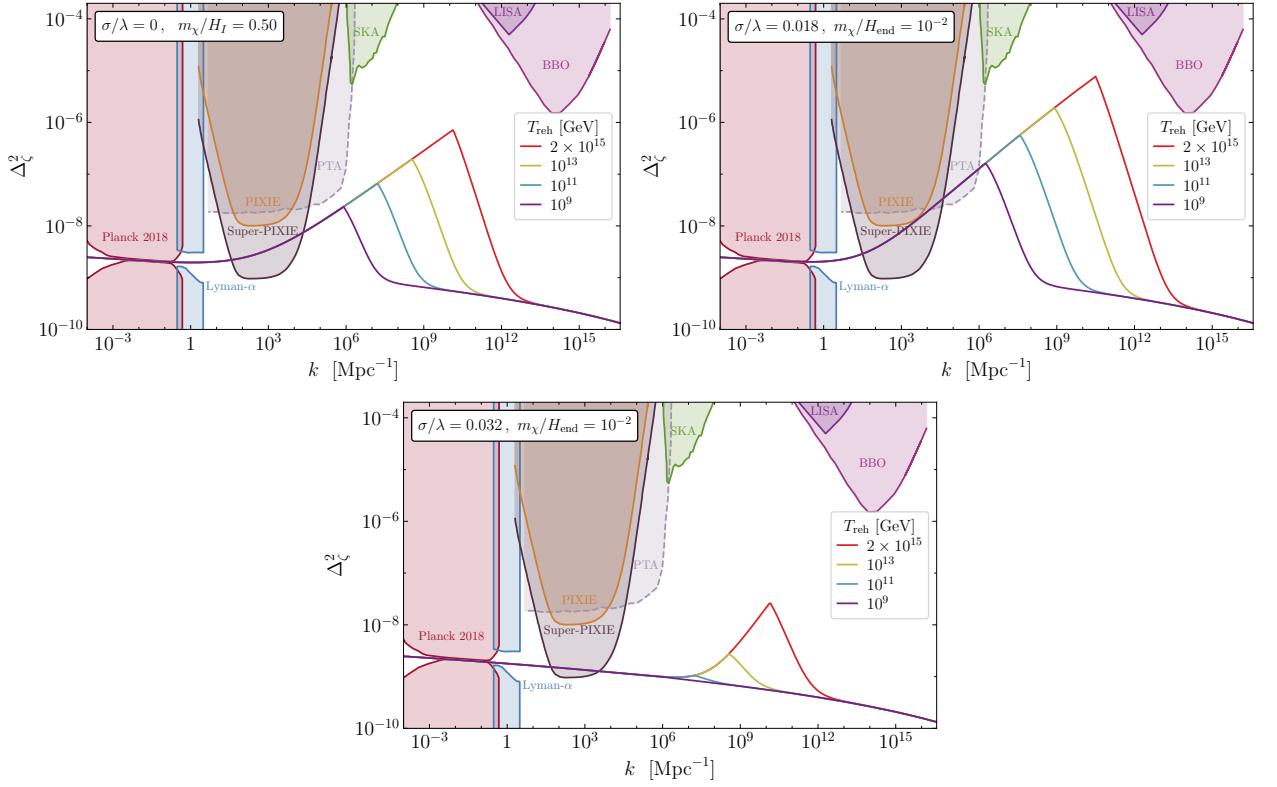 σ/λ = 0 ,  m_χ/H_I = 0.50
10^{-4}
10^{-6}
10^{-8}
10^{-10}
Δ²_ζ
LISA
SKA
BBO
PTA
PIXIE
Super-PIXIE
Planck 2018
Lyman-α
T_reh [GeV]
2 × 10^{15}
10^{13}
10^{11}
10^{9}
10^{-3}
1
10^{3}
10^{6}
10^{9}
10^{12}
10^{15}
k [Mpc^{-1}]
σ/λ = 0.018 , m_χ/H_end = 10^{-2}
10^{-4}
10^{-6}
10^{-8}
10^{-10}
Δ²_ζ
LISA
SKA
BBO
PTA
PIXIE
Super-PIXIE
Planck 2018
Lyman-α
T_reh [GeV]
2 × 10^{15}
10^{13}
10^{11}
10^{9}
10^{-3}
1
10^{3}
10^{6}
10^{9}
10^{12}
10^{15}
k [Mpc^{-1}]
σ/λ = 0.032 , m_χ/H_end = 10^{-2}
10^{-4}
10^{-6}
10^{-8}
10^{-10}
Δ²_ζ
LISA
SKA
BBO
PTA
PIXIE
Super-PIXIE
Planck 2018
Lyman-α
T_reh [GeV]
2 × 10^{15}
10^{13}
10^{11}
10^{9}
10^{-3}
1
10^{3}
10^{6}
10^{9}
10^{12}
10^{15}
k [Mpc^{-1}]